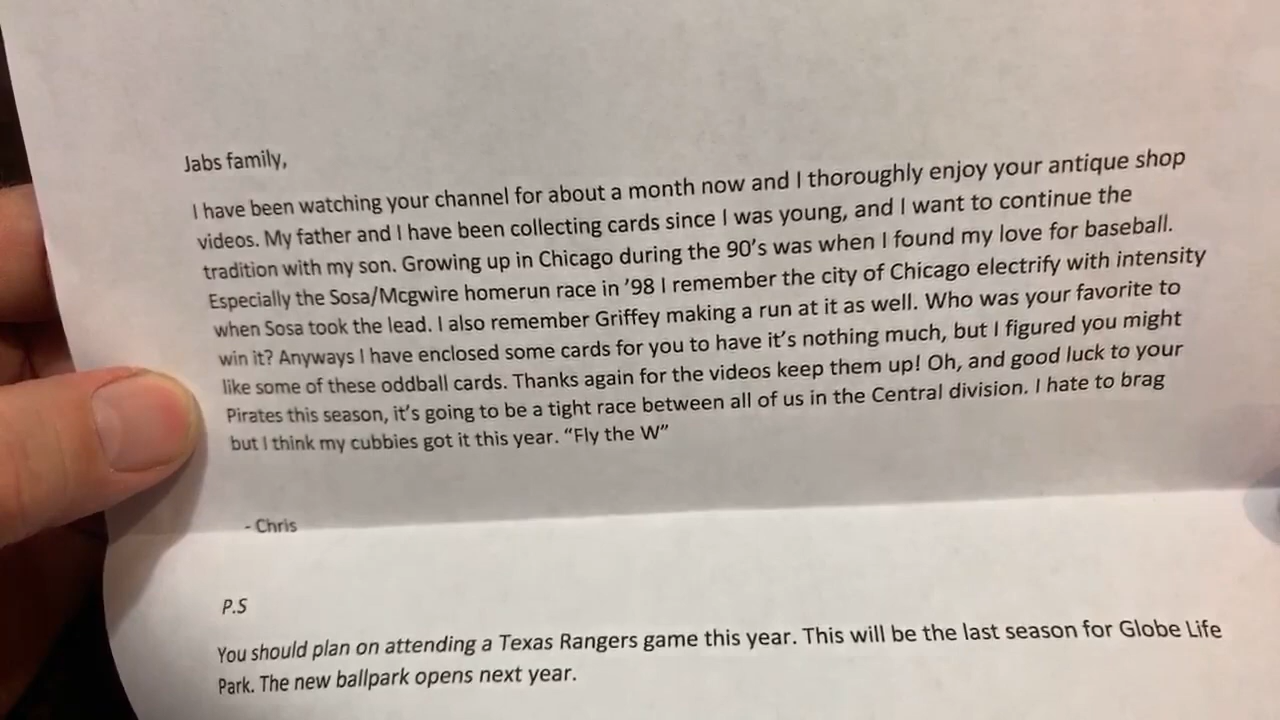 Jabs family,
I have been watching your channel for about a month now and I thoroughly enjoy your antique shop
videos. My father and I have been collecting cards since I was young, and I want to continue the
tradition with my son. Growing up in Chicago during the 90's was when I found my love for baseball.
Especially the Sosa/Mcgwire homerun race in '98 I remember the city of Chicago electrify with intensity
when Sosa took the lead. I also remember Griffey making a run at it as well. Who was your favorite to
win it? Anyways I have enclosed some cards for you to have it's nothing much, but I figured you might
like some of these oddball cards. Thanks again for the videos keep them up! Oh, and good luck to your
Pirates this season, it's going to be a tight race between all of us in the Central division. I hate to brag
but I think my cubbies got it this year. “Fly the W”
- Chris
P.S
You should plan on attending a Texas Rangers game this year. This will be the last season for Globe Life
Park. The new ballpark opens next year.